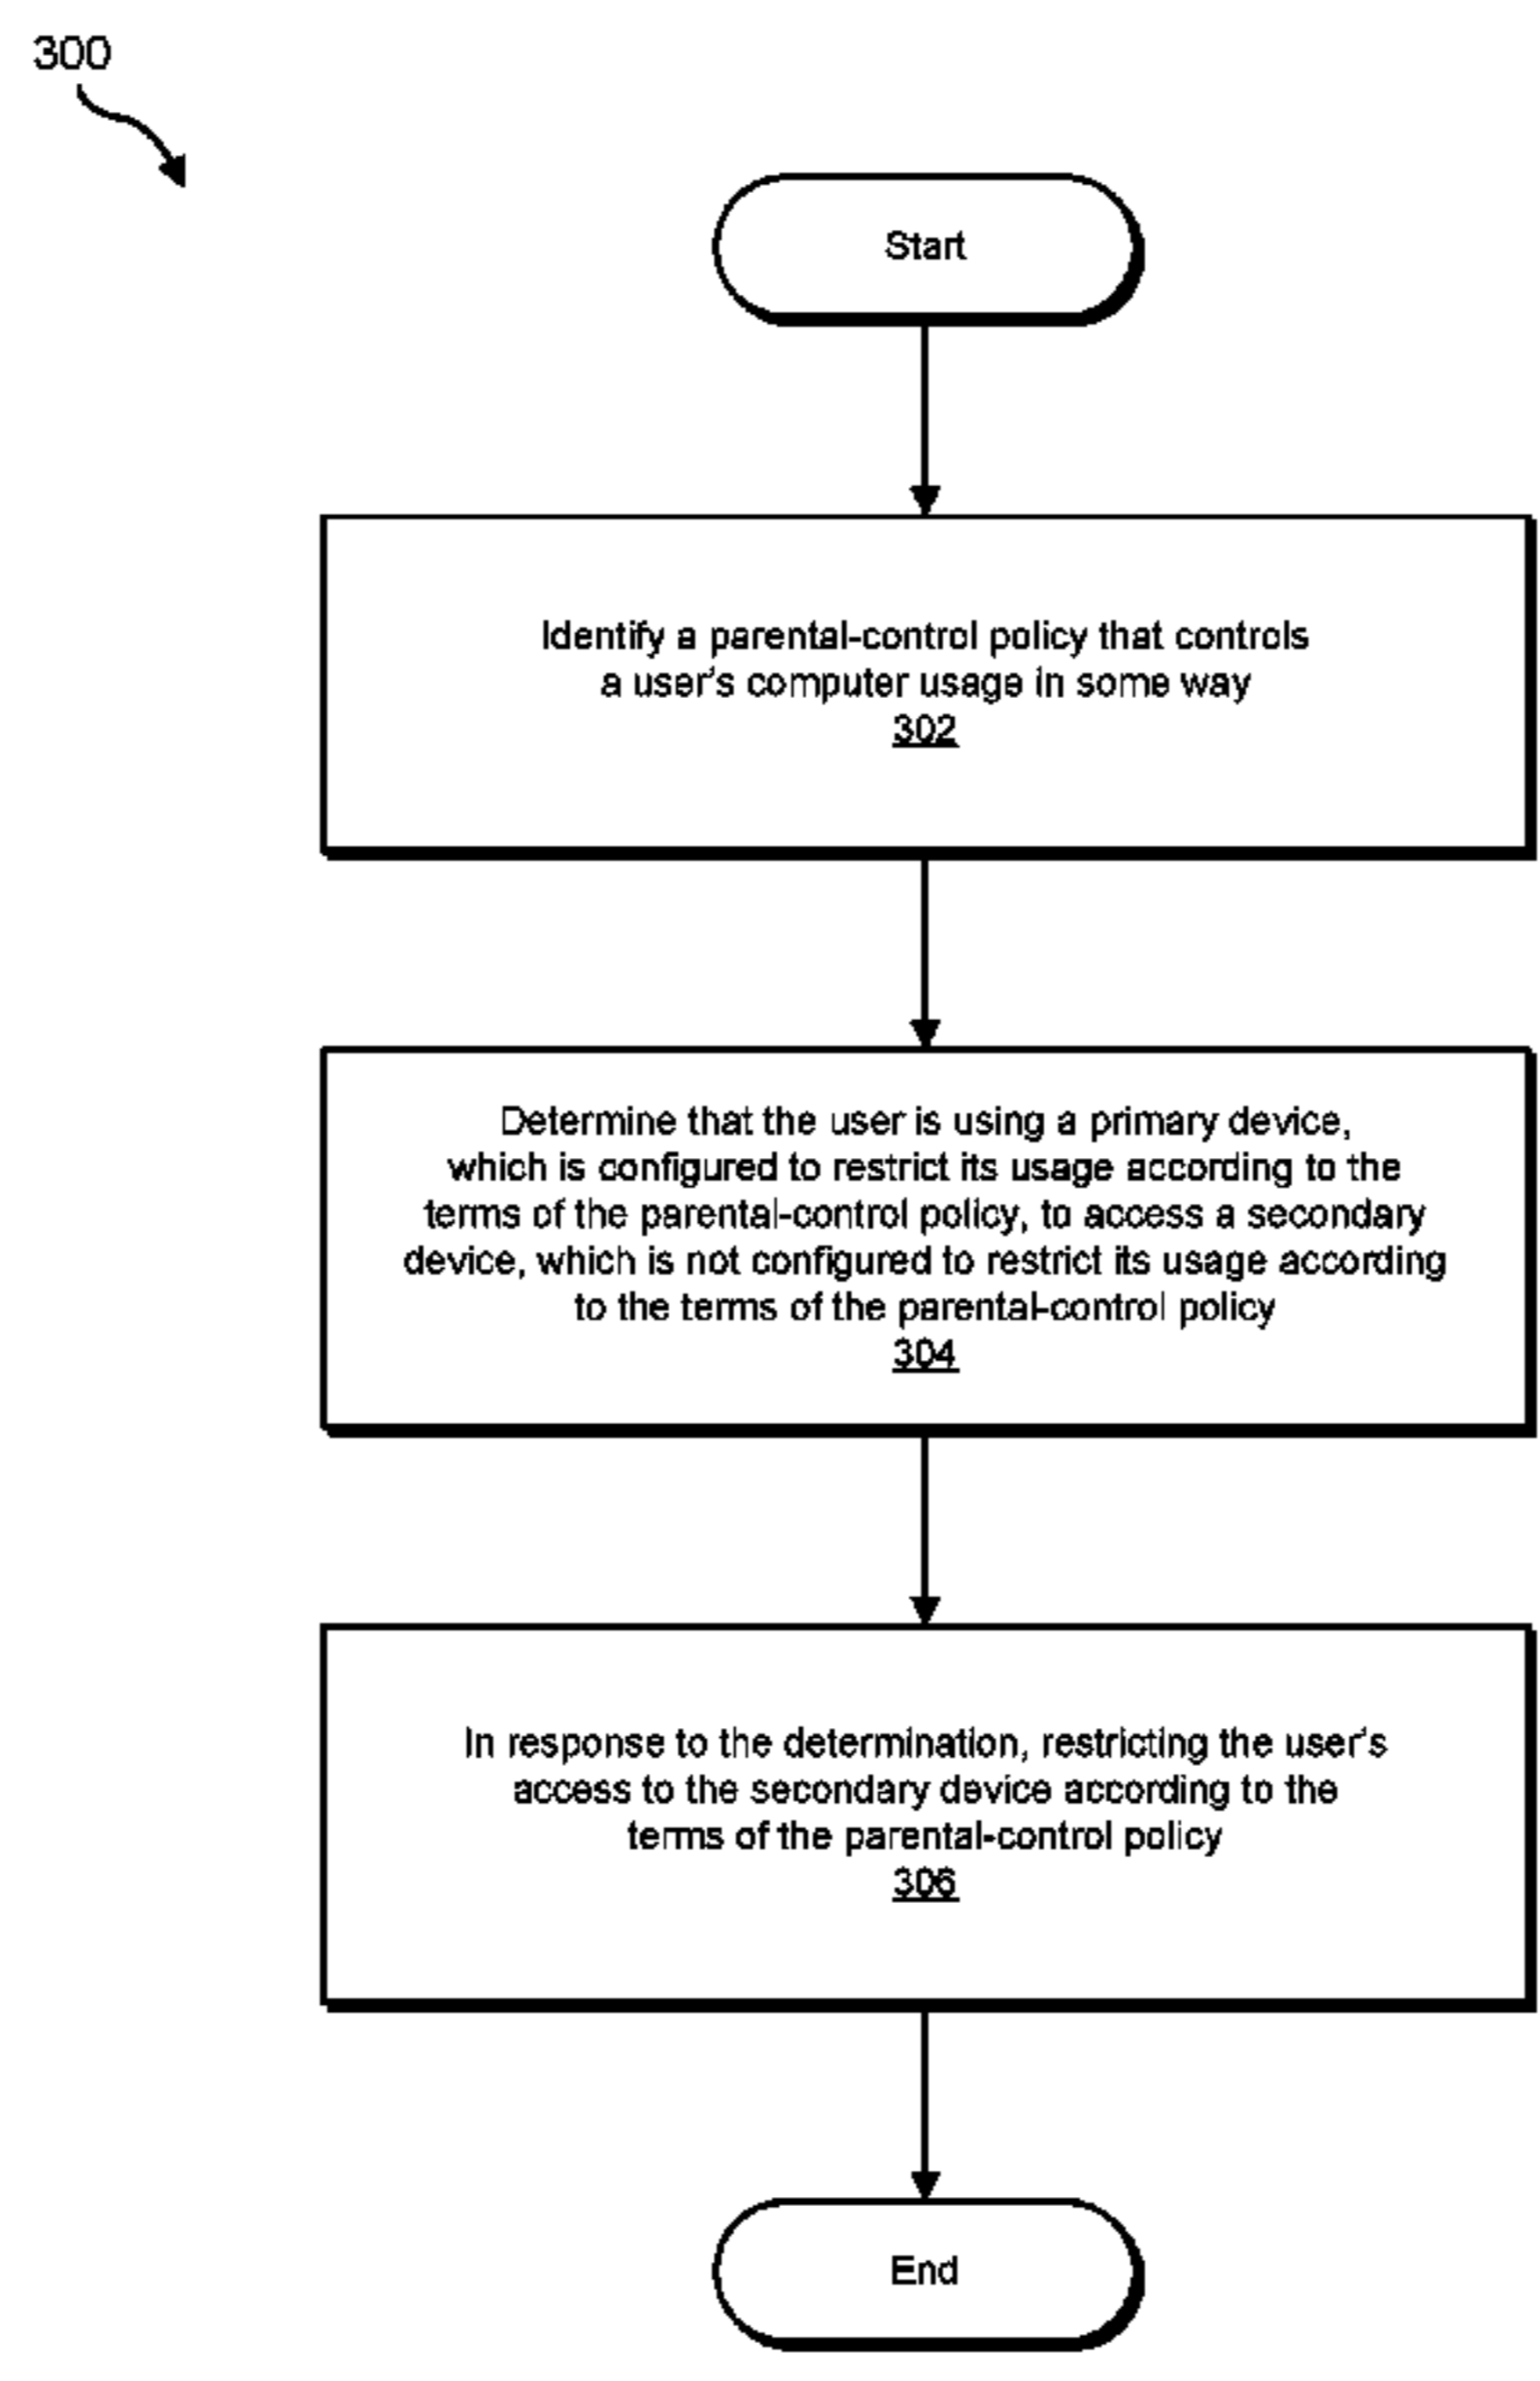 300
Start
Identify a parental-control policy that controls
a user's computer usage in some way
302
Determine that the user is using a primary device,
which is configured to restrict its usage according to the
terms of the parental-control policy, to access a secondary
device, which is not configured to restrict its usage according
to the terms of the parental-control policy
304
In response to the determination, restricting the user's
access to the secondary device according to the
terms of the parental-control policy
306
End